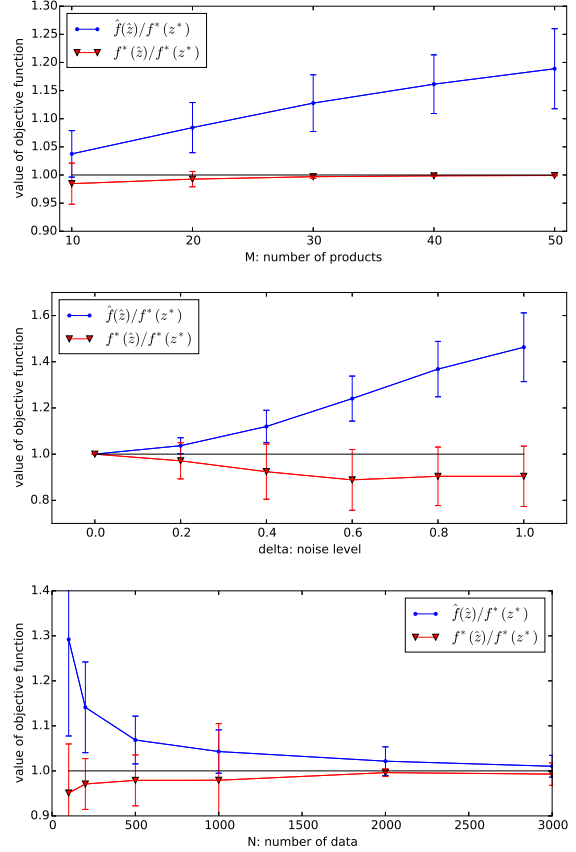 1.30
1.25
1.20
1.15
1.10
1.05
1.00
0.95
0.90
value of objective function
f̂(ẑ)/f*(z*)
f*(ẑ)/f*(z*)
10 20 30 40 50
M: number of products
1.6
1.4
1.2
1.0
0.8
value of objective function
f̂(ẑ)/f*(z*)
f*(ẑ)/f*(z*)
0.0 0.2 0.4 0.6 0.8 1.0
delta: noise level
1.4
1.3
1.2
1.1
1.0
0.9
value of objective function
f̂(ẑ)/f*(z*)
f*(ẑ)/f*(z*)
0 500 1000 1500 2000 2500 3000
N: number of data